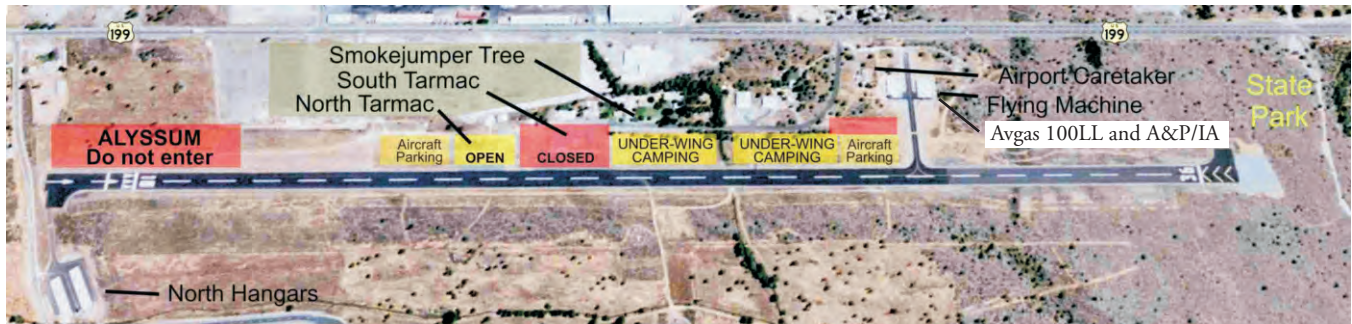 U S
199
U S
199
Smokejumper Tree
South Tarmac
North Tarmac
Airport Caretaker
Flying Machine
Avgas 100LL and A&P/IA
State
Park
ALYSSUM
Do not enter
Aircraft
Parking
OPEN
CLOSED
UNDER-WING
CAMPING
UNDER-WING
CAMPING
Aircraft
Parking
36
North Hangars